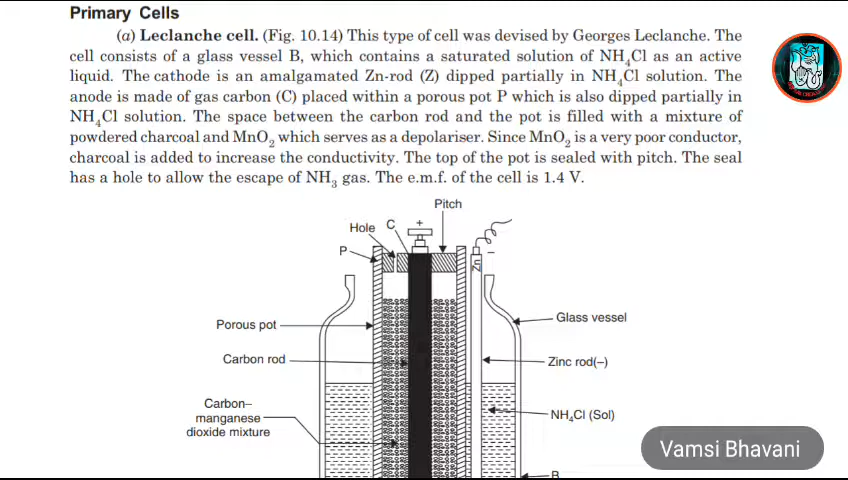 Primary Cells
(a) Leclanche cell. (Fig. 10.14) This type of cell was devised by Georges Leclanche. The
cell consists of a glass vessel B, which contains a saturated solution of NH₄Cl as an active
liquid. The cathode is an amalgamated Zn-rod (Z) dipped partially in NH₄Cl solution. The
anode is made of gas carbon (C) placed within a porous pot P which is also dipped partially in
NH₄Cl solution. The space between the carbon rod and the pot is filled with a mixture of
powdered charcoal and MnO₂ which serves as a depolariser. Since MnO₂ is a very poor conductor,
charcoal is added to increase the conductivity. The top of the pot is sealed with pitch. The seal
has a hole to allow the escape of NH₃ gas. The e.m.f. of the cell is 1.4 V.
Pitch
Hole C +
P
Zn –
Porous pot
Glass vessel
Carbon rod
Zinc rod(–)
Carbon–
manganese
dioxide mixture
NH₄Cl (Sol)
B
Vamsi Bhavani